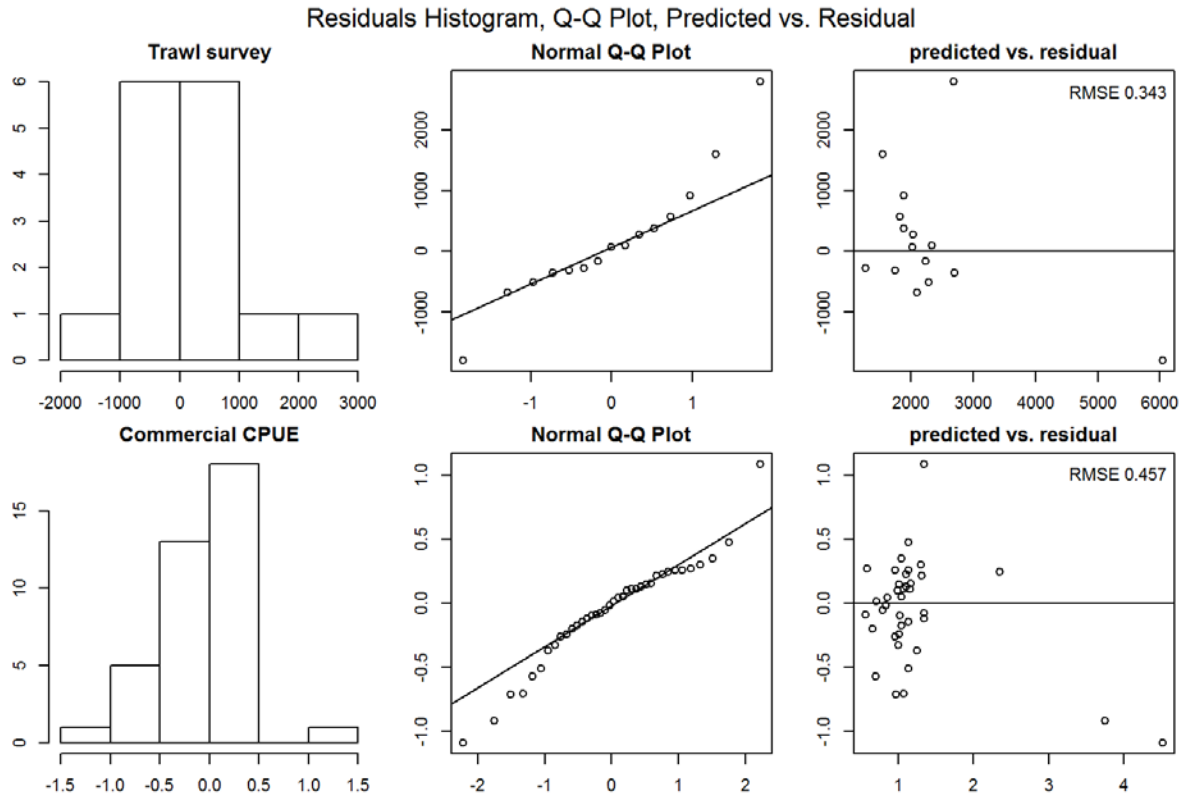 Residuals Histogram, Q-Q Plot, Predicted vs. Residual
Trawl survey
Normal Q-Q Plot
predicted vs. residual
6
5
4
3
2
1
0
-2000 -1000 0 1000 2000 3000
2000
1000
0
-1000
-1 0 1
RMSE 0.343
2000
1000
0
-1000
2000 3000 4000 5000 6000
Commercial CPUE
Normal Q-Q Plot
predicted vs. residual
15
10
5
0
-1.5 -1.0 -0.5 0.0 0.5 1.0 1.5
1.0
0.5
0.0
-0.5
-1.0
-2 -1 0 1 2
RMSE 0.457
1.0
0.5
0.0
-0.5
-1.0
1 2 3 4